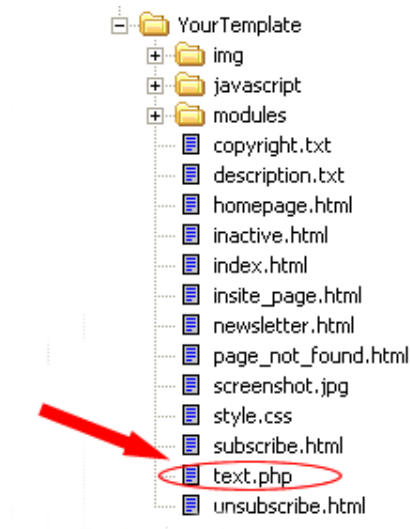 YourTemplate
img
javascript
modules
copyright.txt
description.txt
homepage.html
inactive.html
index.html
insite_page.html
newsletter.html
page_not_found.html
screenshot.jpg
style.css
subscribe.html
text.php
unsubscribe.html